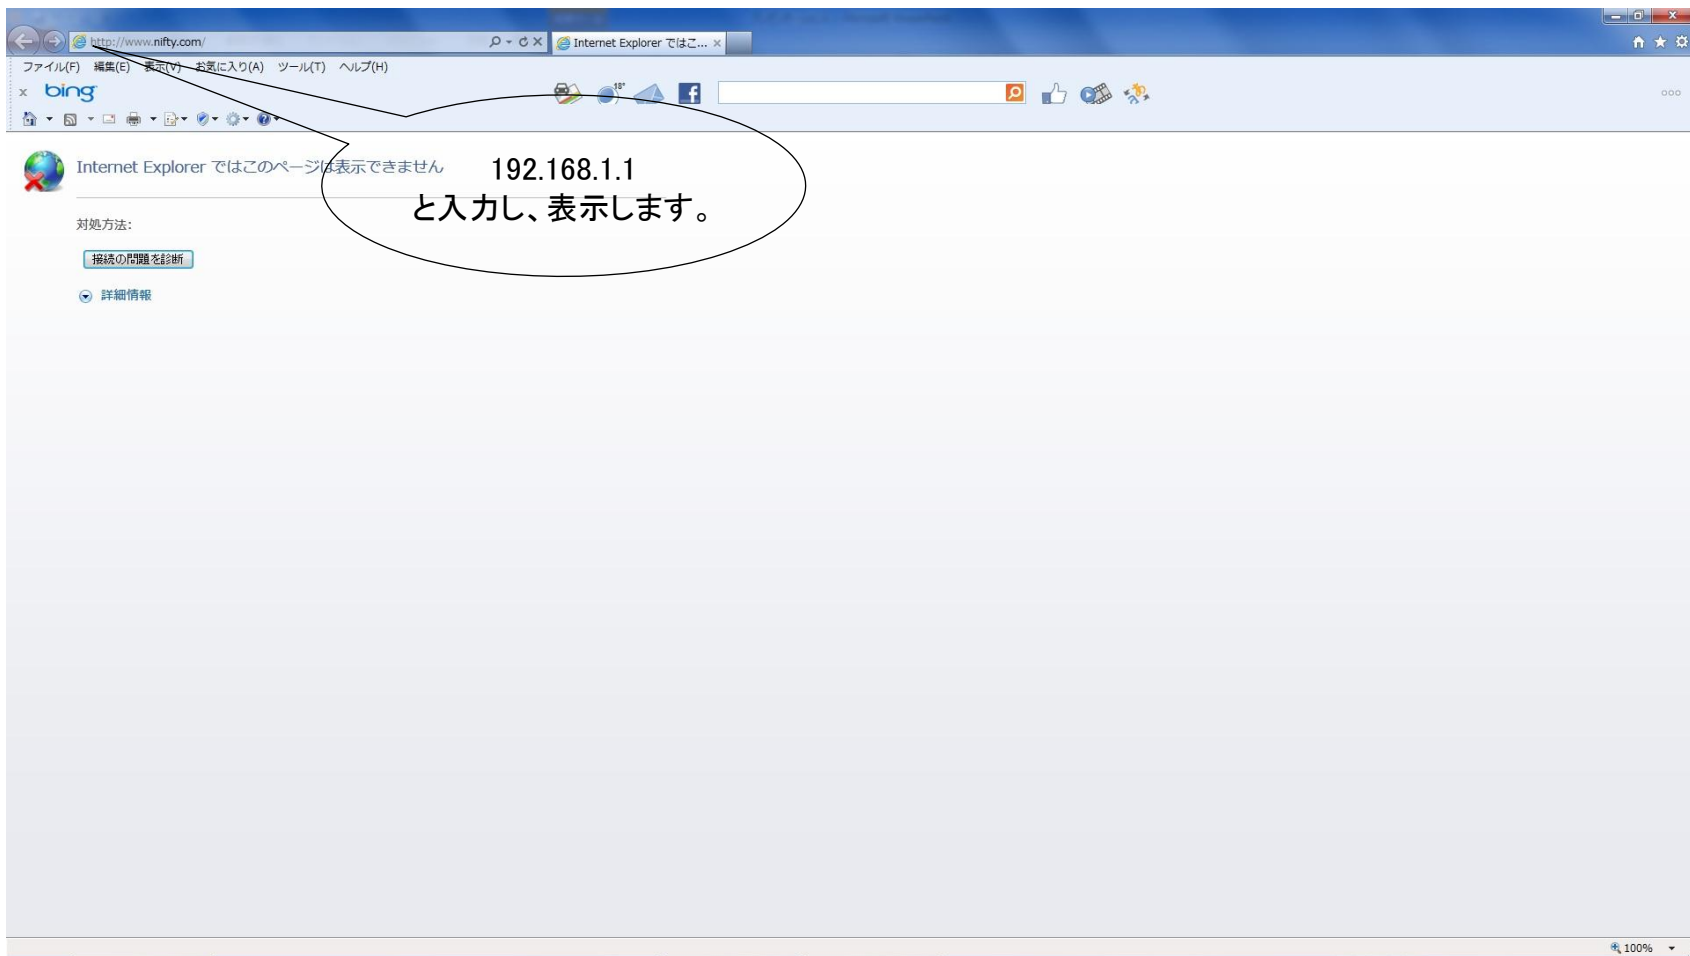 http://www.nifty.com/
Internet Explorer ではこ...
ファイル(F) 編集(E) 表示(V) お気に入り(A) ツール(T) ヘルプ(H)
x bing
18°
Internet Explorer ではこのページは表示できません
192.168.1.1
と入力し、表示します。
対処方法:
接続の問題を診断
詳細情報
100%